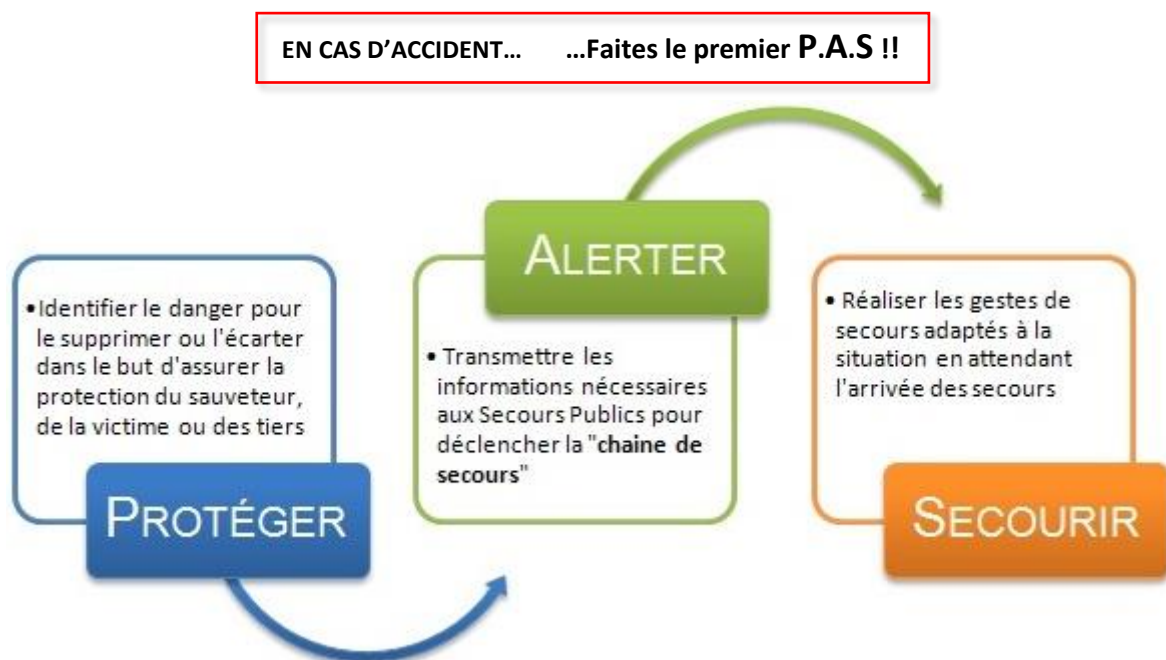 EN CAS D'ACCIDENT... ...Faites le premier P.A.S !!
•Identifier le danger pour
le supprimer ou l'écarter
dans le but d'assurer la
protection du sauveteur,
de la victime ou des tiers
PROTÉGER
ALERTER
• Transmettre les
informations nécessaires
aux Secours Publics pour
déclencher la "chaine de
secours"
• Réaliser les gestes de
secours adaptés à la
situation en attendant
l'arrivée des secours
SECOURIR